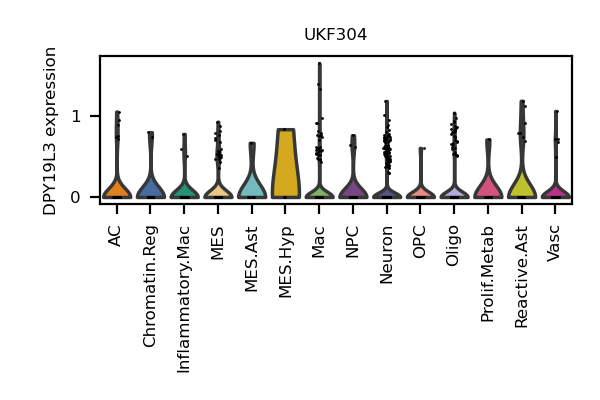 UKF304
DPY19L3 expression
1
0
AC
Chromatin.Reg
Inflammatory.Mac
MES
MES.Ast
MES.Hyp
Mac
NPC
Neuron
OPC
Oligo
Prolif.Metab
Reactive.Ast
Vasc